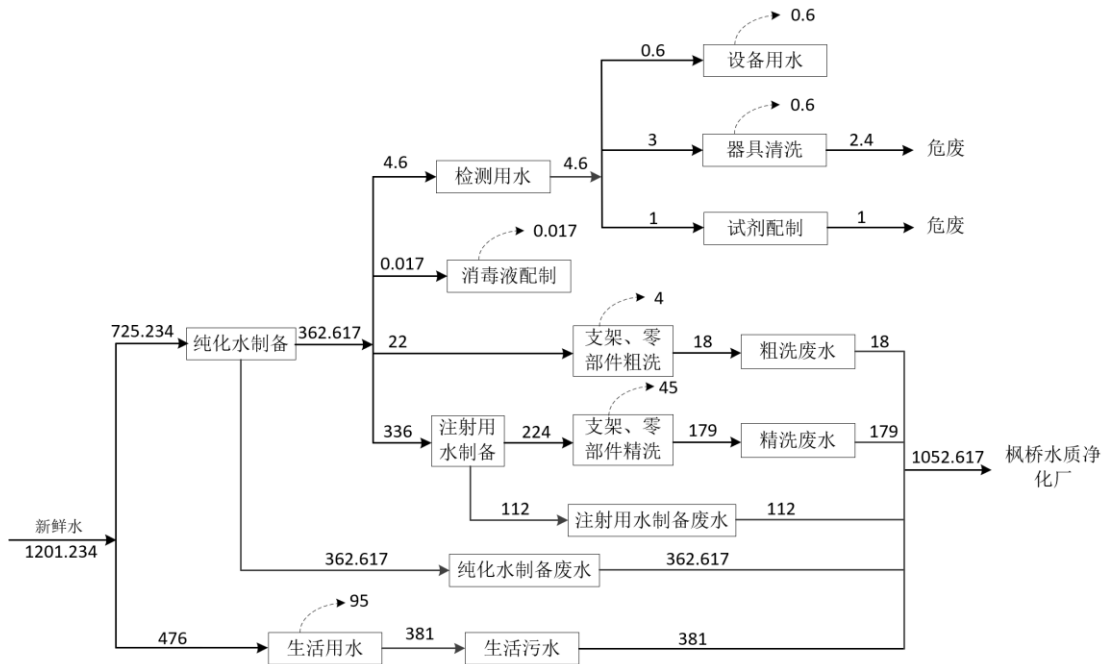 0.6
0.6
设备用水
0.6
3
器具清洗
2.4
危废
4.6
检测用水
4.6
1
试剂配制
1
危废
0.017
0.017
消毒液配制
4
725.234
纯化水制备
362.617
22
支架、零
部件粗洗
18
粗洗废水
18
45
336
注射用
水制备
224
支架、零
部件精洗
179
精洗废水
179
1052.617
枫桥水质净
化厂
112
注射用水制备废水
112
新鲜水
1201.234
362.617
纯化水制备废水
362.617
95
476
生活用水
381
生活污水
381